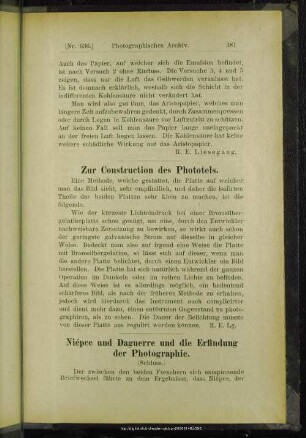 [Nr. 636.] Photographisches Archiv. 381
Auch das Papier, auf welcher sich die Emulsion befindet,
ist nach Versuch 2 ohne Einfluss. Die Versuche 3, 4 und 5
zeigen, dass nur die Luft das Gelbwerden veranlasst hat.
Es ist demnach erklärlich, weshalb sich die Schicht in der
indifferenten Kohlensäure nicht verändert hat.
Man wird also gut thun, das Aristopapier, welches man
längere Zeit aufzubewahren gedenkt, durch Zusammenpressen
oder durch Legen in Kohlensäure vor Luftzutritt zu schützen.
Auf keinen Fall soll man das Papier lange
an der freien Luft liegen lassen. Die Kohlensäure hat keine
weitere schädliche Wirkung auf das Aristopapier.
R. E. Liesegang.
Zur Construction des Phototels.
Eine Methode, welche gestattet, die Platte auf welcher
man das Bild sieht, sehr empfindlich, und daher die
Theile der beiden Platten sehr klein zu machen, ist die
folgende.
Wie der kürzeste Lichteindruck bei einer Bromsilber-
gelatineplatte schon genügt, um eine, durch den Entwickler
nachweisbare Zersetzung zu bewirken, so wirkt auch schon
der geringste galvanische Strom auf dieselbe in gleicher
Weise. Bedeckt man also auf irgend eine Weise die Platte
mit Bromsilbergelatine, so lässt sich auf dieser, wenn man
die andere Platte belichtet, durch einen Entwickler ein Bild
herstellen. Die Platte hat sich natürlich während der ganzen
Operation im Dunkeln oder im rothen Lichte zu befinden.
Auf diese Weise ist es allerdings möglich, ein bedeutend
schärferes Bild, als nach der früheren Methode zu erhalten,
jedoch wird hierdurch das Instrument auch complicirter
und dient mehr dazu, einen entfernten Gegenstand zu photo-
graphiren, als ihn zu sehen. Die Dauer der Belichtung müsste
von dieser Platte aus regulirt werden können. R. E. Lg.
Niépce und Daguerre und die Erfindung
der Photographie.
(Schluss.)
Der zwischen den beiden Forschern sich entspinnende
Briefwechsel führte zu dem Ergebniss, dass Niépce, der